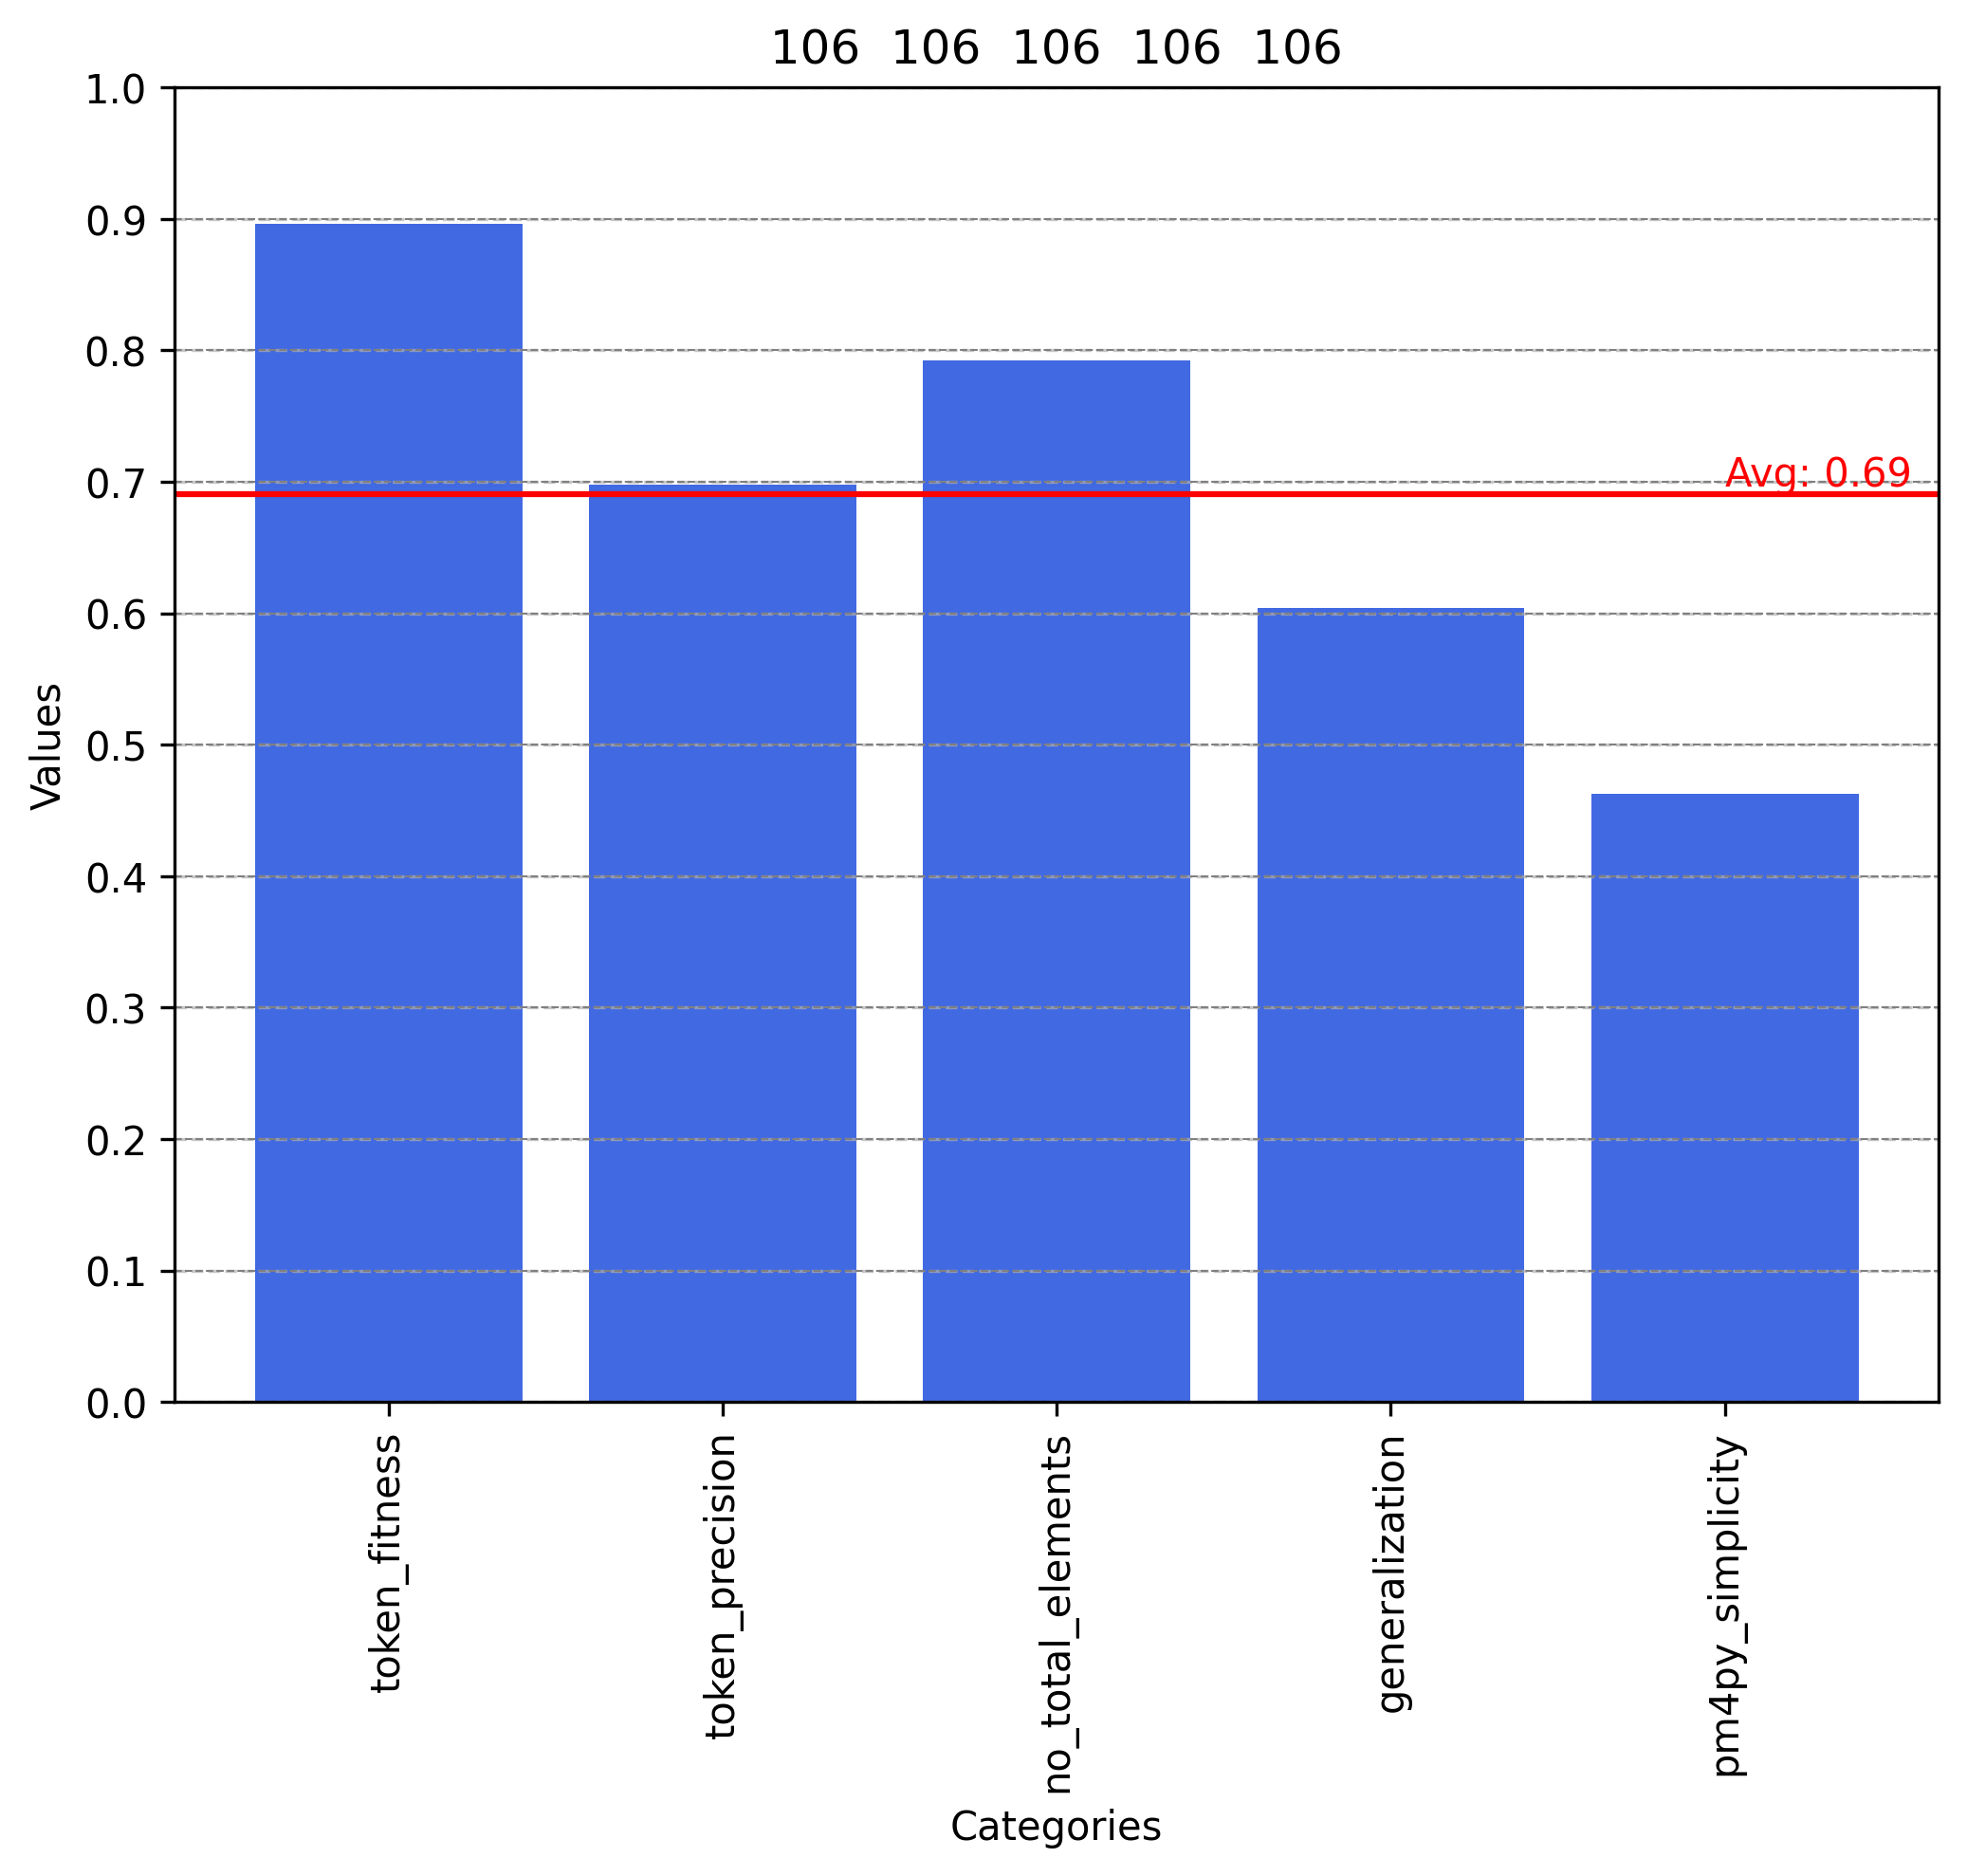 106 106 106 106 106
1.0
0.9
0.8
0.7
0.6
0.5
0.4
0.3
0.2
0.1
0.0
Values
Avg: 0.69
token_fitness
token_precision
no_total_elements
generalization
pm4py_simplicity
Categories